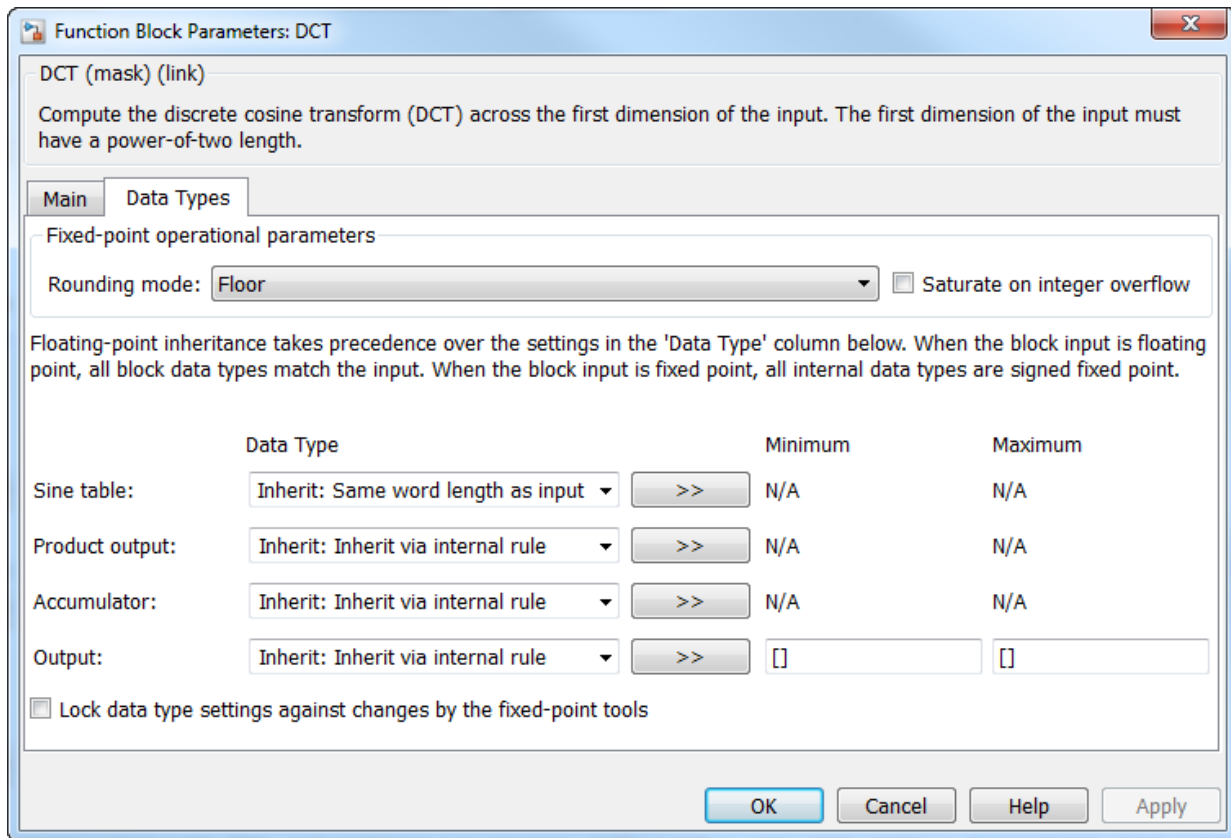 Function Block Parameters: DCT
DCT (mask) (link)
Compute the discrete cosine transform (DCT) across the first dimension of the input. The first dimension of the input must
have a power-of-two length.
Main Data Types
Fixed-point operational parameters
Rounding mode: Floor Saturate on integer overflow
Floating-point inheritance takes precedence over the settings in the 'Data Type' column below. When the block input is floating
point, all block data types match the input. When the block input is fixed point, all internal data types are signed fixed point.
Data Type Minimum Maximum
Sine table: Inherit: Same word length as input >> N/A N/A
Product output: Inherit: Inherit via internal rule >> N/A N/A
Accumulator: Inherit: Inherit via internal rule >> N/A N/A
Output: Inherit: Inherit via internal rule >> [] []
Lock data type settings against changes by the fixed-point tools
OK Cancel Help Apply